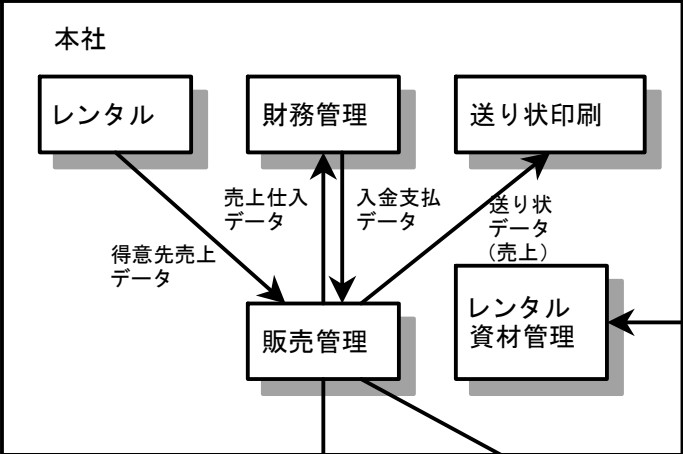 本社
レンタル
財務管理
送り状印刷
売上仕入
データ
入金支払
データ
送り状
データ
(売上)
得意先売上
データ
販売管理
レンタル
資材管理